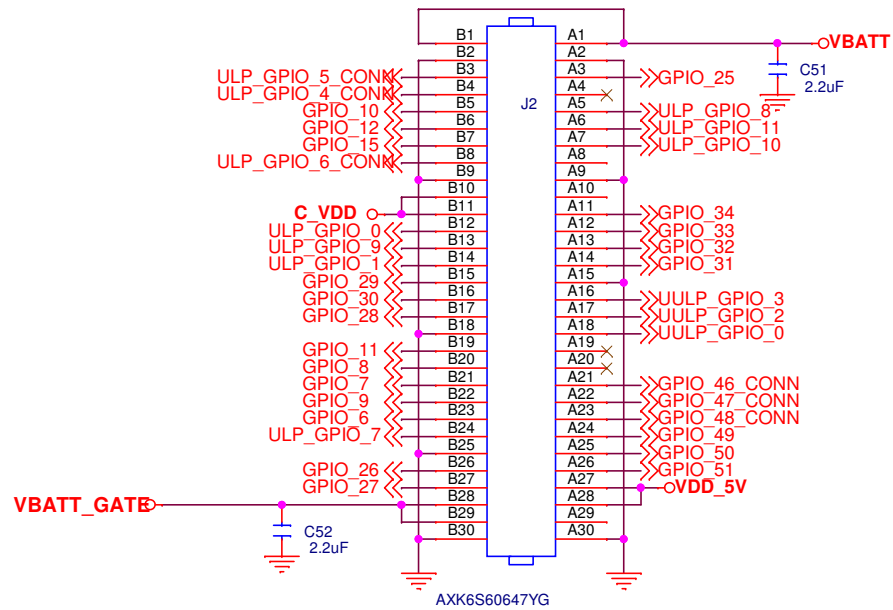 B1 A1 VBATT
B2 A2
ULP_GPIO_5_CONN B3 A3 GPIO_25 C51
ULP_GPIO_4_CONN B4 J2 A4 2.2uF
GPIO_10 B5 A5 ULP_GPIO_8
GPIO_12 B6 A6 ULP_GPIO_11
GPIO_15 B7 A7 ULP_GPIO_10
ULP_GPIO_6_CONN B8 A8
B9 A9
B10 A10
C_VDD B11 A11 GPIO_34
ULP_GPIO_0 B12 A12 GPIO_33
ULP_GPIO_9 B13 A13 GPIO_32
ULP_GPIO_1 B14 A14 GPIO_31
GPIO_29 B15 A15
GPIO_30 B16 A16 UULP_GPIO_3
GPIO_28 B17 A17 UULP_GPIO_2
B18 A18 UULP_GPIO_0
GPIO_11 B19 A19
GPIO_8 B20 A20
GPIO_7 B21 A21 GPIO_46_CONN
GPIO_9 B22 A22 GPIO_47_CONN
GPIO_6 B23 A23 GPIO_48_CONN
ULP_GPIO_7 B24 A24 GPIO_49
B25 A25 GPIO_50
GPIO_26 B26 A26 GPIO_51
GPIO_27 B27 A27 VDD_5V
VBATT_GATE B28 A28
B29 A29
C52 B30 A30
2.2uF
AXK6S60647YG